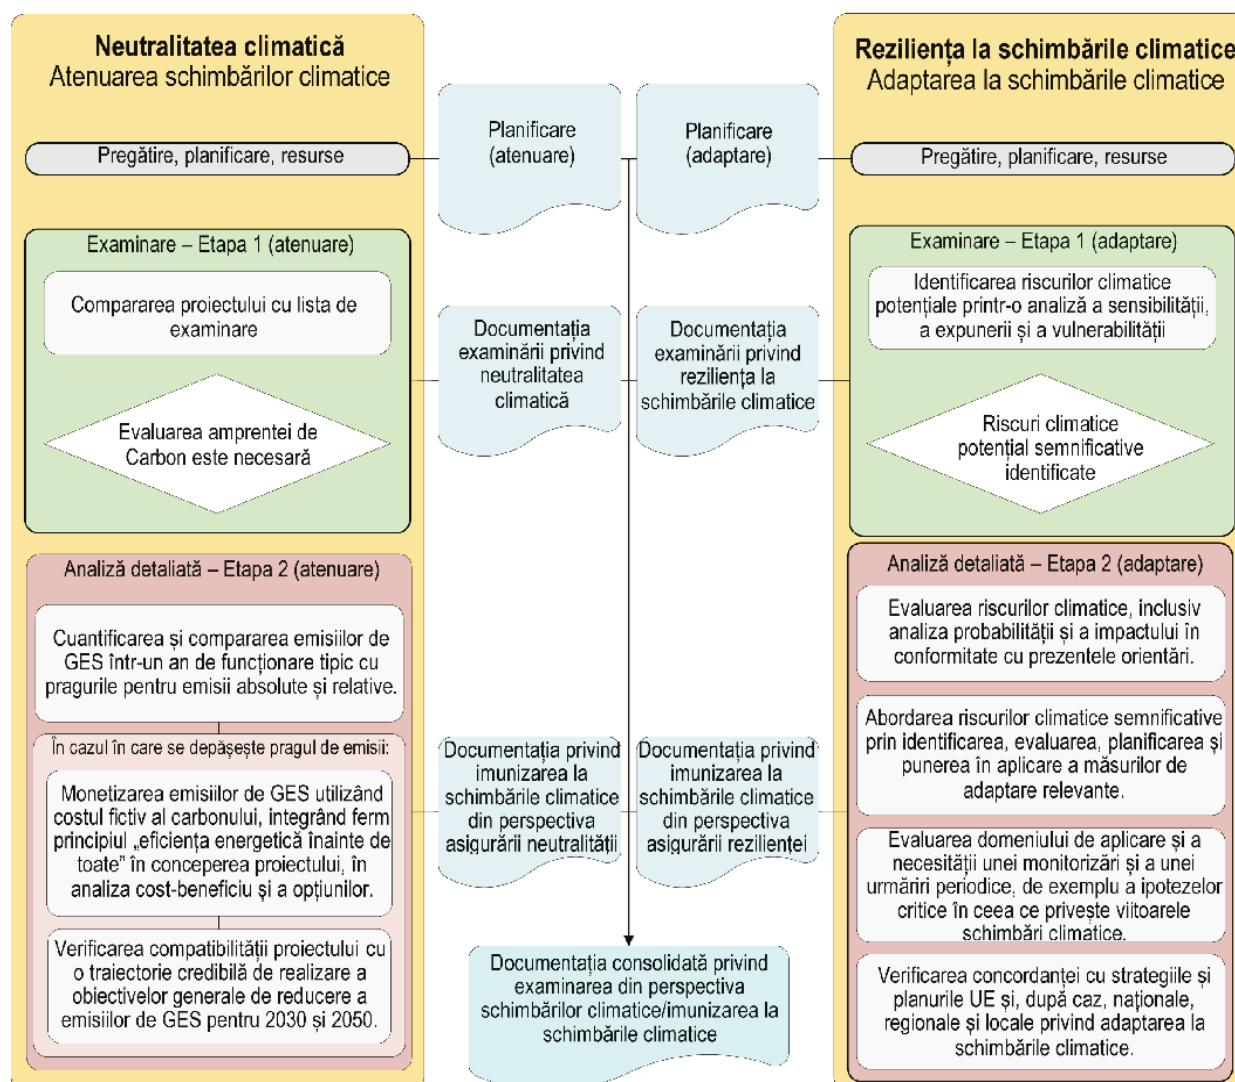 Neutralitatea climatică
Atenuarea schimbărilor climatice
Pregătire, planificare, resurse
Examinare – Etapa 1 (atenuare)
Compararea proiectului cu lista de
examinare
Evaluarea amprentei de
Carbon este necesară
Analiză detaliată – Etapa 2 (atenuare)
Cuantificarea și compararea emisiilor de
GES într-un an de funcționare tipic cu
pragurile pentru emisii absolute și relative.
În cazul în care se depășește pragul de emisii:
Monetizarea emisiilor de GES utilizând
costul fictiv al carbonului, integrând ferm
principiul „eficiența energetică înainte de
toate” în conceperea proiectului, în
analiza cost-beneficiu și a opțiunilor.
Verificarea compatibilității proiectului cu
o traiectorie credibilă de realizare a
obiectivelor generale de reducere a
emisiilor de GES pentru 2030 și 2050.
Planificare
(atenuare)
Planificare
(adaptare)
Documentația
examinării privind
neutralitatea
climatică
Documentația
examinării privind
reziliența la
schimbările climatice
Documentația privind
imunizarea la
schimbările climatice
din perspectiva
asigurării neutralității
Documentația privind
imunizarea la
schimbările climatice
din perspectiva
asigurării rezilienței
Documentația consolidată privind
examinarea din perspectiva
schimbărilor climatice/imunizarea la
schimbările climatice
Reziliența la schimbările climatice
Adaptarea la schimbările climatice
Pregătire, planificare, resurse
Examinare – Etapa 1 (adaptare)
Identificarea riscurilor climatice
potențiale printr-o analiză a sensibilității,
a expunerii și a vulnerabilității
Riscuri climatice
potențial semnificative
identificate
Analiză detaliată – Etapa 2 (adaptare)
Evaluarea riscurilor climatice, inclusiv
analiza probabilității și a impactului în
conformitate cu prezentele orientări.
Abordarea riscurilor climatice semnificative
prin identificarea, evaluarea, planificarea și
punerea în aplicare a măsurilor de
adaptare relevante.
Evaluarea domeniului de aplicare și a
necesității unei monitorizări și a unei
urmăriri periodice, de exemplu a ipotezelor
critice în ceea ce privește viitoarele
schimbări climatice.
Verificarea concordanței cu strategiile și
planurile UE și, după caz, naționale,
regionale și locale privind adaptarea la
schimbările climatice.